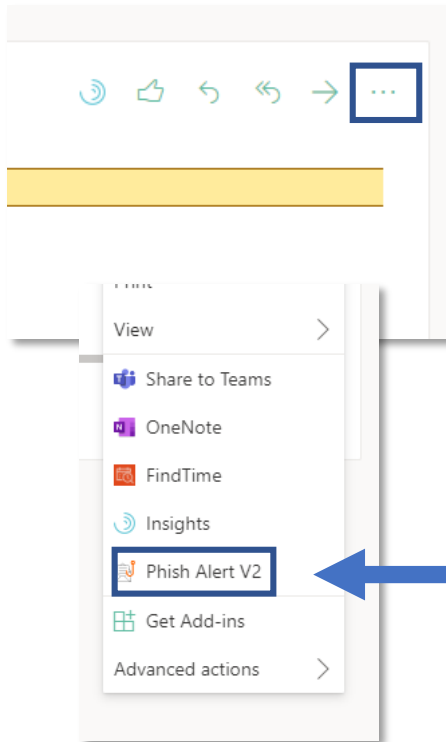 View
Share to Teams
OneNote
FindTime
Insights
Phish Alert V2
Get Add-ins
Advanced actions